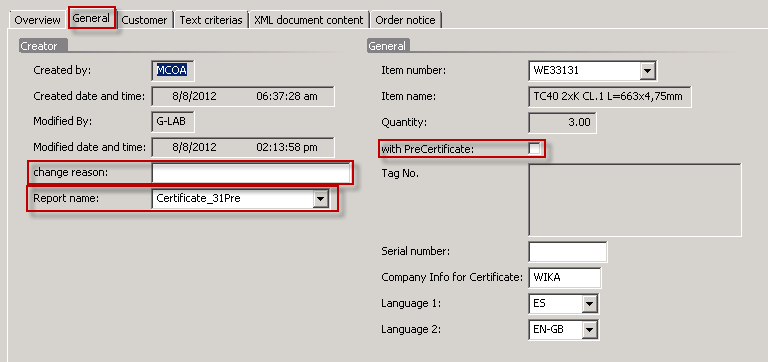 Overview General Customer Text criterias XML document content Order notice
Creator
Created by: MCOA
Created date and time: 8/8/2012 06:37:28 am
Modified By: G-LAB
Modified date and time: 8/8/2012 02:13:58 pm
change reason:
Report name: Certificate_31Pre
General
Item number: WE33131
Item name: TC40 2xK CL.1 L=663x4,75mm
Quantity: 3.00
with PreCertificate:
Tag No.
Serial number:
Company Info for Certificate: WIKA
Language 1: ES
Language 2: EN-GB